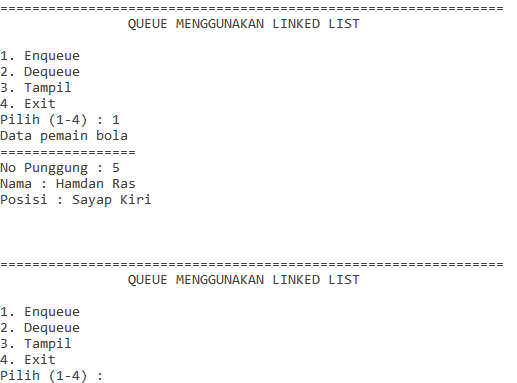 ===============================================================
QUEUE MENGGUNAKAN LINKED LIST
1. Enqueue
2. Dequeue
3. Tampil
4. Exit
Pilih (1-4) : 1
Data pemain bola
=================
No Punggung : 5
Nama : Hamdan Ras
Posisi : Sayap Kiri
===============================================================
QUEUE MENGGUNAKAN LINKED LIST
1. Enqueue
2. Dequeue
3. Tampil
4. Exit
Pilih (1-4) :